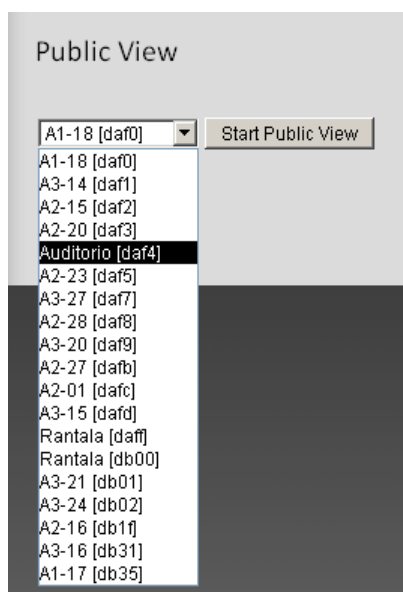 Public View
A1-18 [daf0] Start Public View
A1-18 [daf0]
A3-14 [daf1]
A2-15 [daf2]
A2-20 [daf3]
Auditorio [daf4]
A2-23 [daf5]
A3-27 [daf7]
A2-28 [daf8]
A3-20 [daf9]
A2-27 [dafb]
A2-01 [dafc]
A3-15 [dafd]
Rantala [daff]
Rantala [db00]
A3-21 [db01]
A3-24 [db02]
A2-16 [db1f]
A3-16 [db31]
A1-17 [db35]